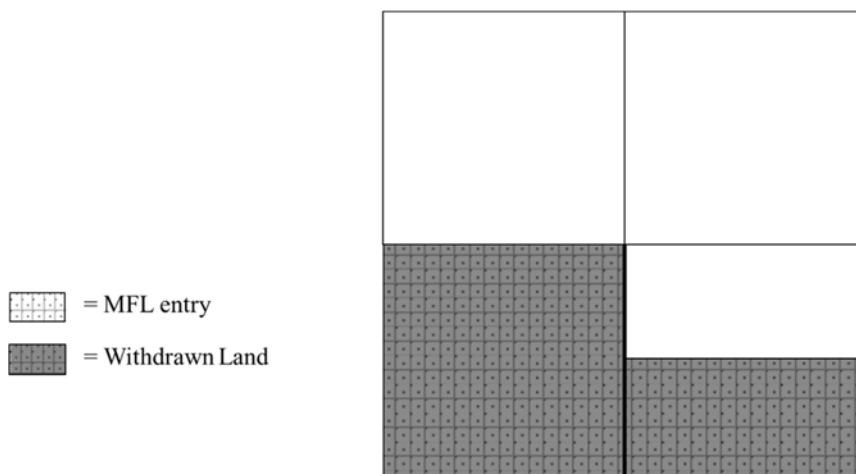 = MFL entry
= Withdrawn Land